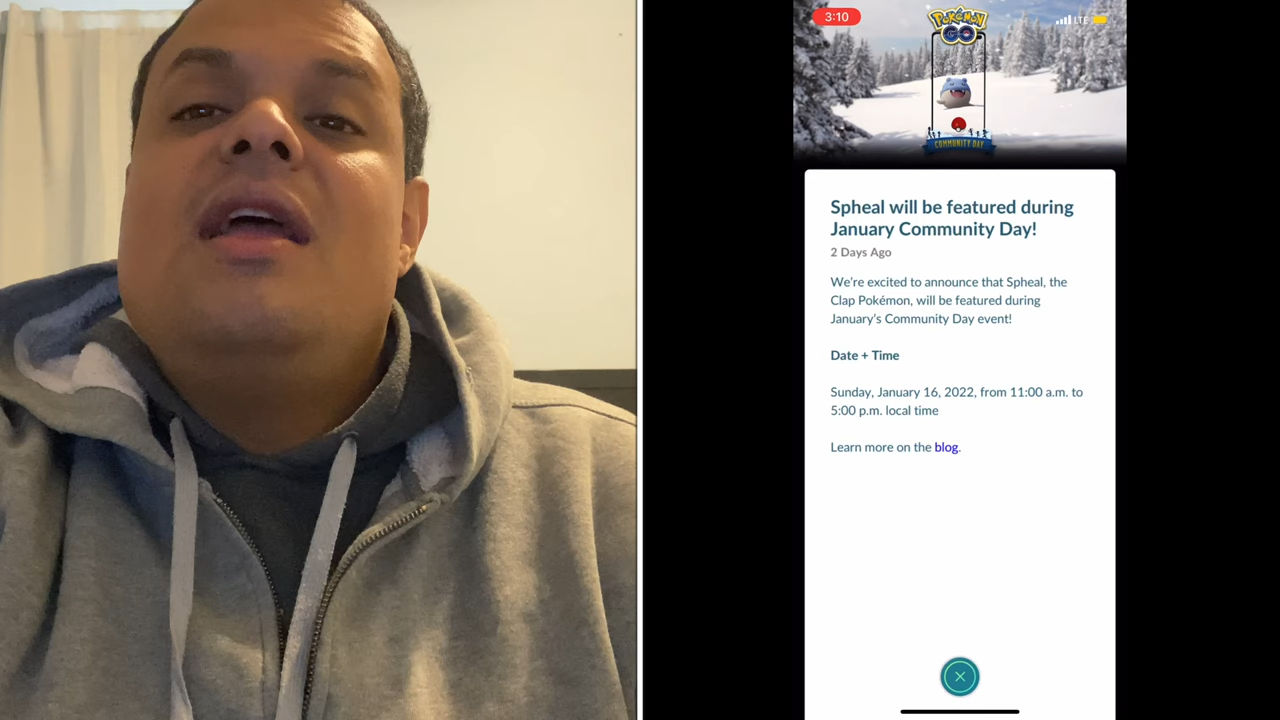 3:10
LTE
POKéMON
GO
COMMUNITY DAY
Spheal will be featured during
January Community Day!
2 Days Ago
We're excited to announce that Spheal, the
Clap Pokémon, will be featured during
January's Community Day event!
Date + Time
Sunday, January 16, 2022, from 11:00 a.m. to
5:00 p.m. local time
Learn more on the blog.